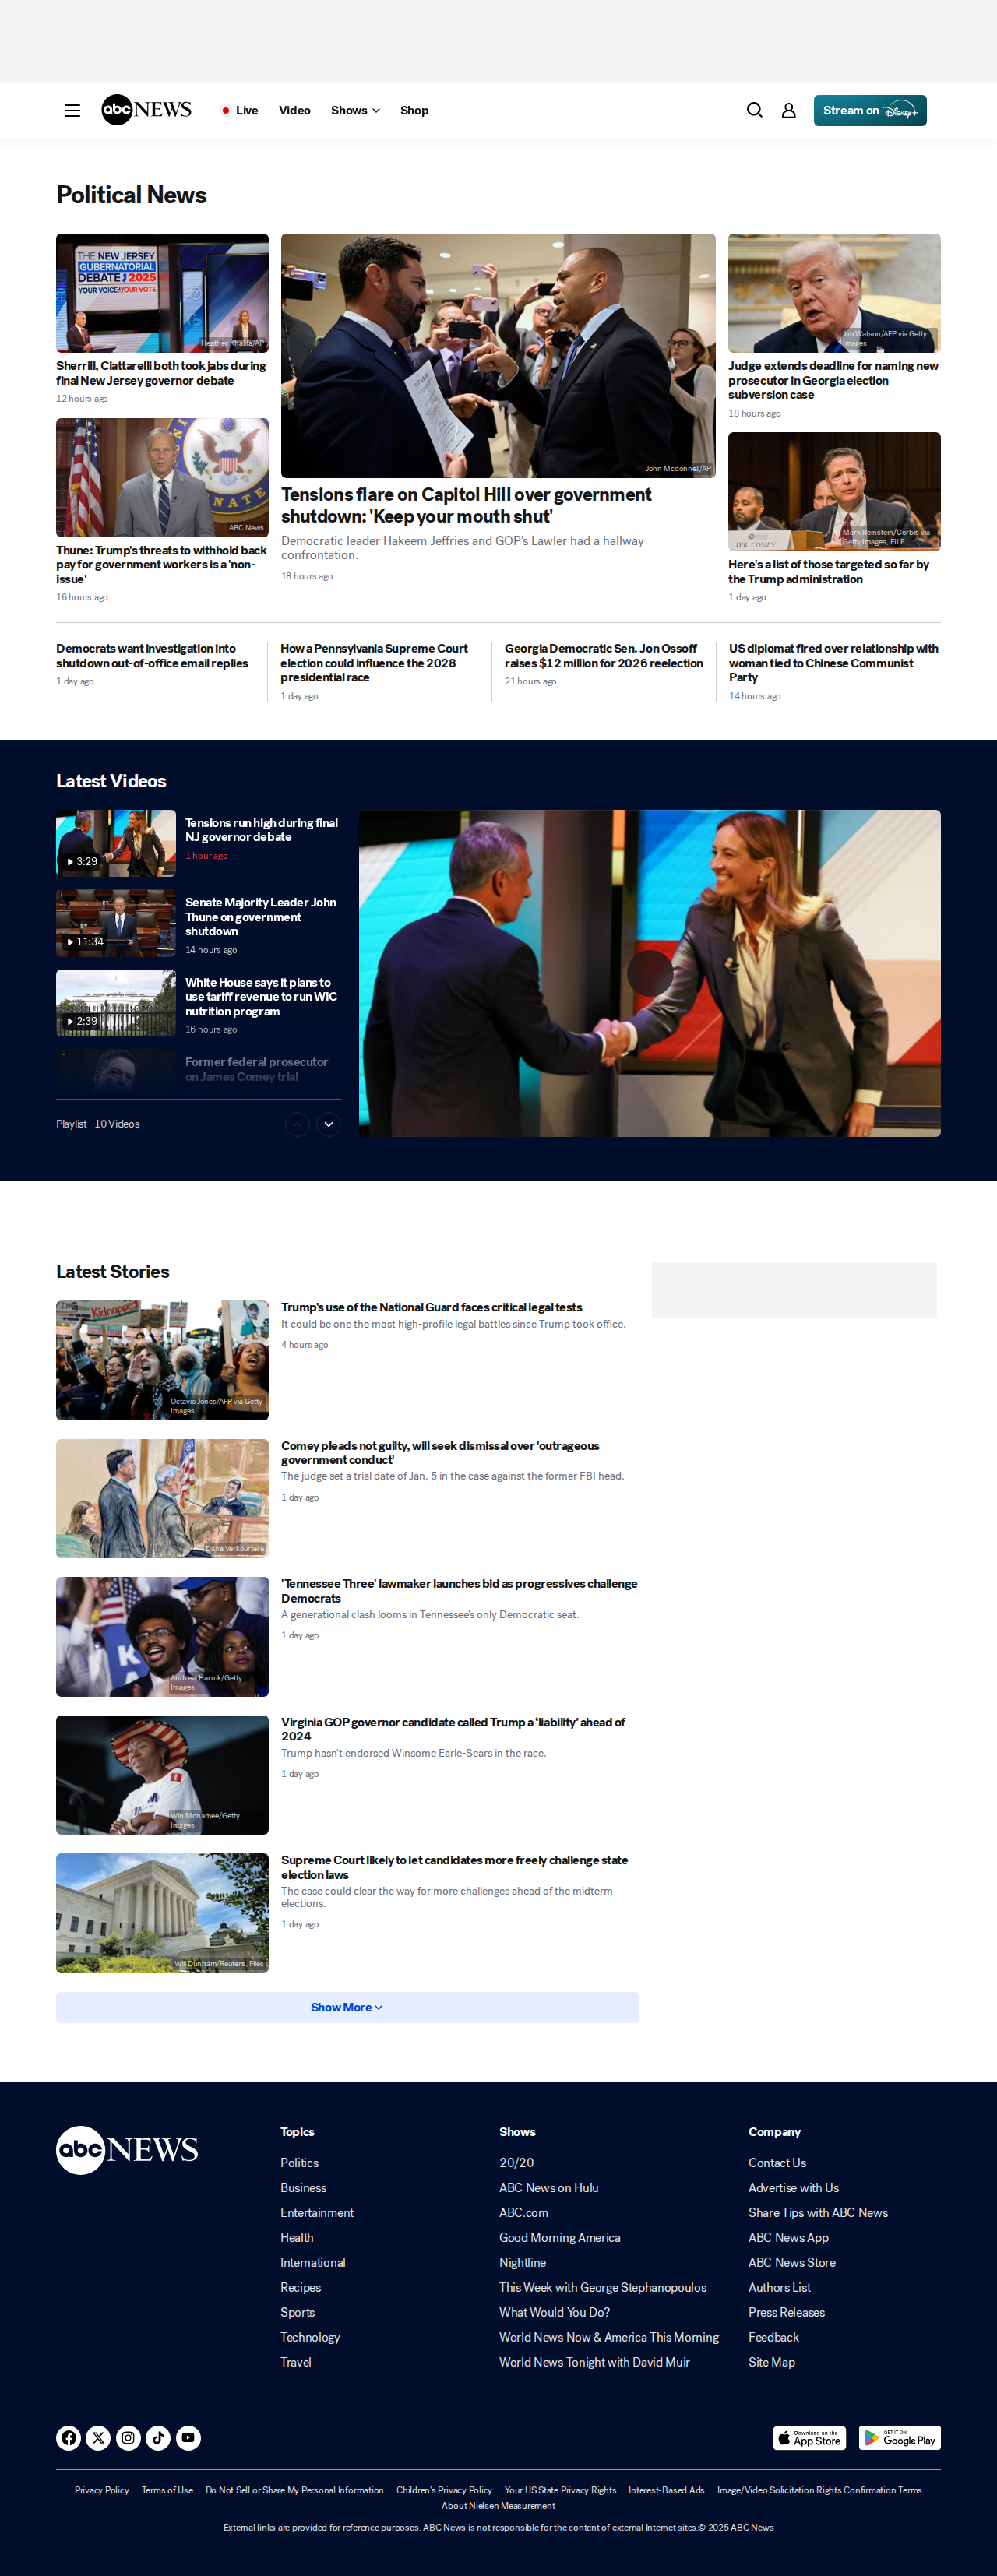 abc NEWS
Live
Video
Shows
Shop
Stream on Disney+
Political News
THE NEW JERSEY
GUBERNATORIAL
DEBATE 2025
YOUR VOICE YOUR VOTE
Heather Khalifa/AP
Sherrill, Ciattarelli both took jabs during
final New Jersey governor debate
12 hours ago
ABC News
Thune: Trump's threats to withhold back
pay for government workers is a 'non-
issue'
16 hours ago
John Mcdonnell/AP
Tensions flare on Capitol Hill over government
shutdown: 'Keep your mouth shut'
Democratic leader Hakeem Jeffries and GOP's Lawler had a hallway
confrontation.
18 hours ago
Jim Watson/AFP via Getty
Images
Judge extends deadline for naming new
prosecutor in Georgia election
subversion case
18 hours ago
DIR. COMEY
Mark Reinstein/Corbis via
Getty Images, FILE
Here's a list of those targeted so far by
the Trump administration
1 day ago
Democrats want investigation into
shutdown out-of-office email replies
1 day ago
How a Pennsylvania Supreme Court
election could influence the 2028
presidential race
1 day ago
Georgia Democratic Sen. Jon Ossoff
raises $12 million for 2026 reelection
21 hours ago
US diplomat fired over relationship with
woman tied to Chinese Communist
Party
14 hours ago
Latest Videos
3:29
Tensions run high during final
NJ governor debate
1 hour ago
11:34
Senate Majority Leader John
Thune on government
shutdown
14 hours ago
2:39
White House says it plans to
use tariff revenue to run WIC
nutrition program
16 hours ago
Former federal prosecutor
on James Comey trial
Playlist · 10 Videos
Latest Stories
Kidnapped
Octavio Jones/AFP via Getty
Images
Trump's use of the National Guard faces critical legal tests
It could be one the most high-profile legal battles since Trump took office.
4 hours ago
Dana Verkouteren
Comey pleads not guilty, will seek dismissal over 'outrageous
government conduct'
The judge set a trial date of Jan. 5 in the case against the former FBI head.
1 day ago
Andrew Harnik/Getty
Images
'Tennessee Three' lawmaker launches bid as progressives challenge
Democrats
A generational clash looms in Tennessee's only Democratic seat.
1 day ago
Win Mcnamee/Getty
Images
Virginia GOP governor candidate called Trump a ‘liability’ ahead of
2024
Trump hasn't endorsed Winsome Earle-Sears in the race.
1 day ago
Will Dunham/Reuters, Files
Supreme Court likely to let candidates more freely challenge state
election laws
The case could clear the way for more challenges ahead of the midterm
elections.
1 day ago
Show More
abc NEWS
Topics
Politics
Business
Entertainment
Health
International
Recipes
Sports
Technology
Travel
Shows
20/20
ABC News on Hulu
ABC.com
Good Morning America
Nightline
This Week with George Stephanopoulos
What Would You Do?
World News Now & America This Morning
World News Tonight with David Muir
Company
Contact Us
Advertise with Us
Share Tips with ABC News
ABC News App
ABC News Store
Authors List
Press Releases
Feedback
Site Map
Download on the
App Store
GET IT ON
Google Play
Privacy Policy
Terms of Use
Do Not Sell or Share My Personal Information
Children's Privacy Policy
Your US State Privacy Rights
Interest-Based Ads
Image/Video Solicitation Rights Confirmation Terms
About Nielsen Measurement
External links are provided for reference purposes. ABC News is not responsible for the content of external Internet sites.© 2025 ABC News